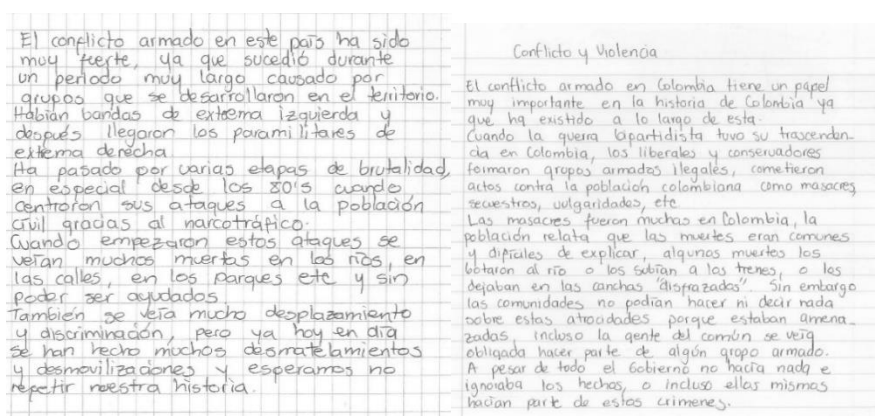 El conflicto armado en este país ha sido
muy fuerte, ya que sucedió durante
un periodo muy largo causado por
grupos que se desarrollaron en el territorio.
Habían bandas de extrema izquierda y
después llegaron los paramilitares de
extrema derecha
Ha pasado por varias etapas de brutalidad,
en especial desde los 80's cuando
centraron sus ataques a la población
civil gracias al narcotráfico.
Cuando empezaron estos ataques se
veían muchos muertos en los ríos, en
las calles, en los parques etc y sin
poder ser ayudados
También se veía mucho desplazamiento
y discriminación, pero ya hoy en día
se han hecho muchos desmatelamientos
y desmovilizaciones y esperamos no
repetir nuestra historia.
Conflicto y Violencia
El conflicto armado en Colombia tiene un papel
muy importante en la historia de Colombia ya
que ha existido a lo largo de esta.
Cuando la guerra bipartidista tuvo su trascenden-
cia en Colombia, los liberales y conservadores
formaron grupos armados ilegales, cometieron
actos contra la población colombiana como masacres,
secuestros, vulgaridades, etc
Las masacres fueron muchas en Colombia, la
población relata que las muertes eran comunes
y difíciles de explicar, algunos muertos los
botaron al río o los subían a los trenes, o los
dejaban en las canchas "disfrazados". Sin embargo
las comunidades no podían hacer ni decir nada
sobre estas atrocidades porque estaban amena-
zadas, incluso la gente del común se veía
obligada hacer parte de algún grupo armado.
A pesar de todo el Gobierno no hacía nada e
ignoraba los hechos, o incluso ellos mismos
hacían parte de estos crimenes.